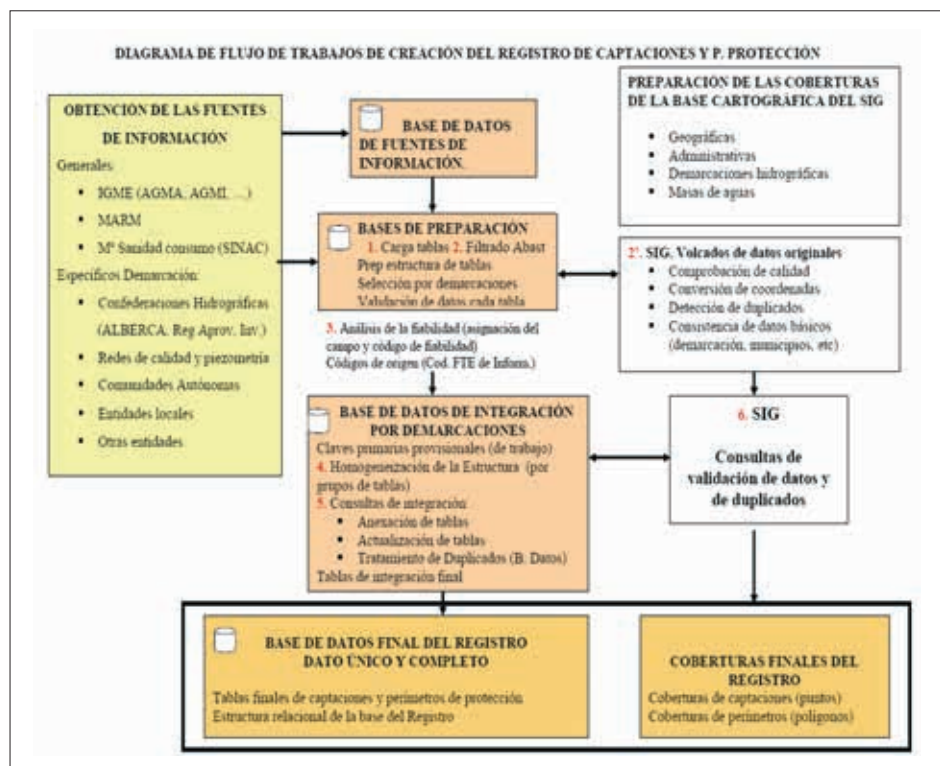 DIAGRAMA DE FLUJO DE TRABAJOS DE CREACIÓN DEL REGISTRO DE CAPTACIONES Y P. PROTECCIÓN
OBTENCIÓN DE LAS FUENTES
DE INFORMACIÓN
Generales:
▪ IGME (AGMA, AGMI, ...)
▪ MARM
▪ Mº Sanidad consumo (SINAC)
Específicos Demarcación:
▪ Confederaciones Hidrográficas
(ALBERCA, Reg Aprov. Inv.)
▪ Redes de calidad y piezometría
▪ Comunidades Autónomas
▪ Entidades locales
▪ Otras entidades
BASE DE DATOS
DE FUENTES DE
INFORMACIÓN.
PREPARACIÓN DE LAS COBERTURAS
DE LA BASE CARTOGRÁFICA DEL SIG
▪ Geográficas
▪ Administrativas
▪ Demarcaciones hidrográficas
▪ Masas de aguas
BASES DE PREPARACIÓN
1. Carga tablas 2. Filtrado Abast
Prep estructura de tablas
Selección por demarcaciones
Validación de datos cada tabla
2'. SIG. Volcados de datos originales
▪ Comprobación de calidad
▪ Conversión de coordenadas
▪ Detección de duplicados
▪ Consistencia de datos básicos
(demarcación, municipios, etc)
3. Análisis de la fiabilidad (asignación del
campo y código de fiabilidad)
Códigos de origen (Cod. FTE de Inform.)
BASE DE DATOS DE INTEGRACIÓN
POR DEMARCACIONES
Claves primarias provisionales (de trabajo)
4. Homogeneización de la Estructura (por
grupos de tablas)
5. Consultas de integración
▪ Anexación de tablas
▪ Actualización de tablas
▪ Tratamiento de Duplicados (B. Datos)
Tablas de integración final
6. SIG
Consultas de
validación de datos y
de duplicados
BASE DE DATOS FINAL DEL REGISTRO
DATO ÚNICO Y COMPLETO
Tablas finales de captaciones y perímetros de protección
Estructura relacional de la base del Registro
COBERTURAS FINALES DEL
REGISTRO
Coberturas de captaciones (puntos)
Coberturas de perímetros (polígonos)